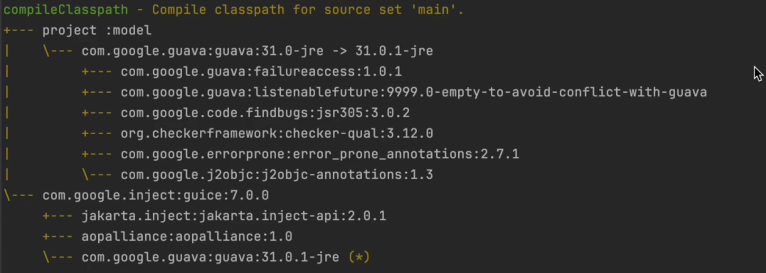 compileClasspath - Compile classpath for source set 'main'.
+--- project :model
|    \--- com.google.guava:guava:31.0-jre -> 31.0.1-jre
|         +--- com.google.guava:failureaccess:1.0.1
|         +--- com.google.guava:listenablefuture:9999.0-empty-to-avoid-conflict-with-guava
|         +--- com.google.code.findbugs:jsr305:3.0.2
|         +--- org.checkerframework:checker-qual:3.12.0
|         +--- com.google.errorprone:error_prone_annotations:2.7.1
|         \--- com.google.j2objc:j2objc-annotations:1.3
\--- com.google.inject:guice:7.0.0
     +--- jakarta.inject:jakarta.inject-api:2.0.1
     +--- aopalliance:aopalliance:1.0
     \--- com.google.guava:guava:31.0.1-jre (*)